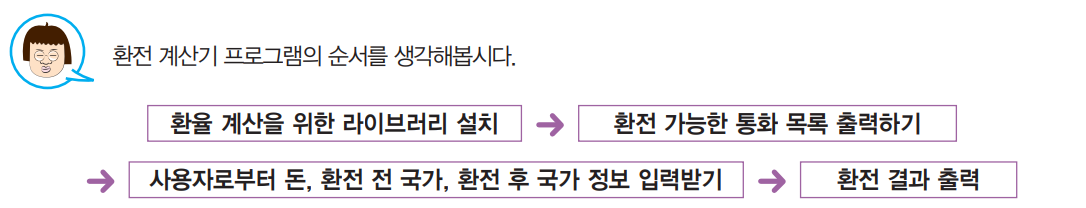 환전 계산기 프로그램의 순서를 생각해봅시다.
환율 계산을 위한 라이브러리 설치 → 환전 가능한 통화 목록 출력하기
→ 사용자로부터 돈, 환전 전 국가, 환전 후 국가 정보 입력받기 → 환전 결과 출력